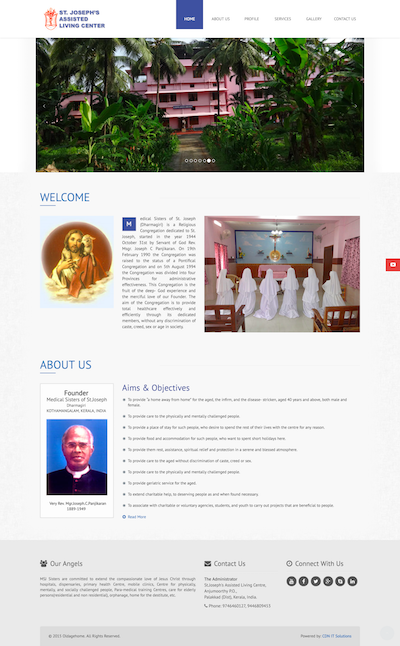 ST. JOSEPH'S
ASSISTED
LIVING CENTER
HOME ABOUT US PROFILE SERVICES GALLERY CONTACT US
WELCOME
Medical Sisters of St. Joseph
(Dharmagiri) is a Religious
Congregation dedicated to St.
Joseph, started in the year 1944
October 31st by Servant of God Rev.
Msgr. Joseph C Panjikaran. On 19th
February 1990 the Congregation was
raised to the status of a Pontifical
Congregation and on 5th August 1994
the Congregation was divided into four
Provinces for administrative
effectiveness. This Congregation is the
fruit of the deep God experience and
the merciful love of our Founder. The
aim of the Congregation is to provide
total healthcare effectively and
efficiently through its dedicated
members, without any discrimination of
caste, creed, sex or age in society.
ABOUT US
Founder
Medical Sisters of St.Joseph
Dharmagiri
KOTHAMANGALAM, KERALA, INDIA
Very Rev. Msgr.Joseph.C.Panjikaran
1889-1949
Aims & Objectives
To provide "a home away from home" for the aged, the infirm, and the disease stricken, aged 40 years and above, both male and
female.
To provide care to the physically and mentally challenged people.
To provide a place of stay for such people, who desire to spend the rest of their lives with the centre for any reason.
To provide food and accommodation for such people, who want to spent short holidays here.
To provide them rest, assistance, spiritual relief and protection in a serene and blessed atmosphere.
To provide care to the aged without discrimination of caste, creed or sex.
To provide care to the physically and mentally challenged people.
To provide geriatric service for the aged.
To extend charitable help, to deserving people as and when found necessary.
To associate with charitable or voluntary agencies, students, and youth to carry out projects that are beneficial to people.
Read More
Our Angels
MSJ Sisters are committed to extend the compassionate love of Jesus Christ through
hospitals, dispensaries, primary health Centre, mobile clinics, Centre for physically,
mentally, and socially challenged people, Para-medical training Centres, care for elderly
persons(residential and non-residential), orphanage, home for the destitute, etc.
Contact Us
The Administrator
St.Joseph's Assisted Living Centre,
Anjumoorthy P.O.,
Palakkad (Dist), Kerala, India.
Phone: 9746460127, 9446809455
Connect With Us
© 2015 Oldagehome. All Rights Reserved.
Powered by: CDN IT Solutions.